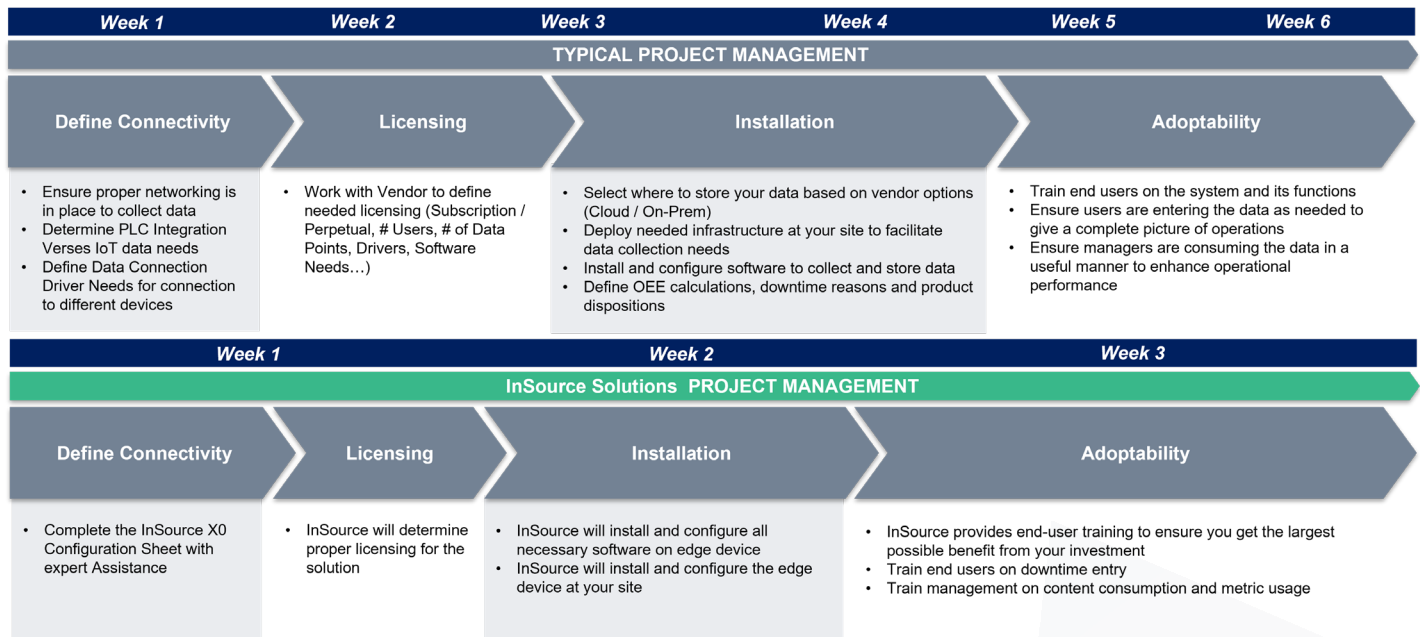 Week 1 Week 2 Week 3 Week 4 Week 5 Week 6
TYPICAL PROJECT MANAGEMENT
Define Connectivity
Licensing
Installation
Adoptability
• Ensure proper networking is
in place to collect data
• Determine PLC Integration
Verses IoT data needs
• Define Data Connection
Driver Needs for connection
to different devices
• Work with Vendor to define
needed licensing (Subscription /
Perpetual, # Users, # of Data
Points, Drivers, Software
Needs…)
• Select where to store your data based on vendor options
(Cloud / On-Prem)
• Deploy needed infrastructure at your site to facilitate
data collection needs
• Install and configure software to collect and store data
• Define OEE calculations, downtime reasons and product
dispositions
• Train end users on the system and its functions
• Ensure users are entering the data as needed to
give a complete picture of operations
• Ensure managers are consuming the data in a
useful manner to enhance operational
performance
Week 1 Week 2 Week 3
InSource Solutions PROJECT MANAGEMENT
Define Connectivity
Licensing
Installation
Adoptability
• Complete the InSource X0
Configuration Sheet with
expert Assistance
• InSource will determine
proper licensing for the
solution
• InSource will install and configure all
necessary software on edge device
• InSource will install and configure the edge
device at your site
• InSource provides end-user training to ensure you get the largest
possible benefit from your investment
• Train end users on downtime entry
• Train management on content consumption and metric usage